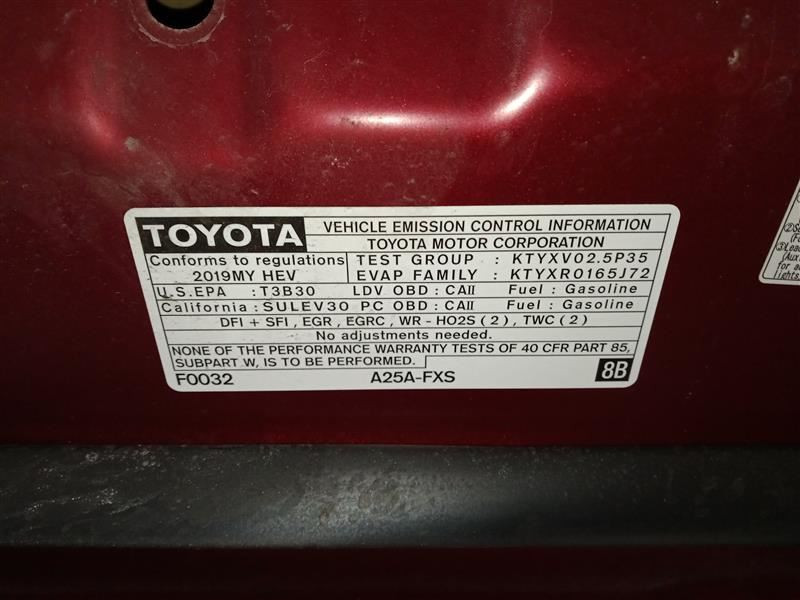 TOYOTA VEHICLE EMISSION CONTROL INFORMATION
TOYOTA MOTOR CORPORATION
Conforms to regulations TEST GROUP : KTYXV02.5P35
2019MY HEV EVAP FAMILY : KTYXR0165J72
U.S.EPA : T3B30 LDV OBD : CAII Fuel : Gasoline
California : SULEV30 PC OBD : CAII Fuel : Gasoline
DFI + SFI, EGR, EGRC, WR - HO2S ( 2 ) , TWC ( 2 )
No adjustments needed.
NONE OF THE PERFORMANCE WARRANTY TESTS OF 40 CFR PART 85,
SUBPART W, IS TO BE PERFORMED.
F0032 A25A-FXS 8B